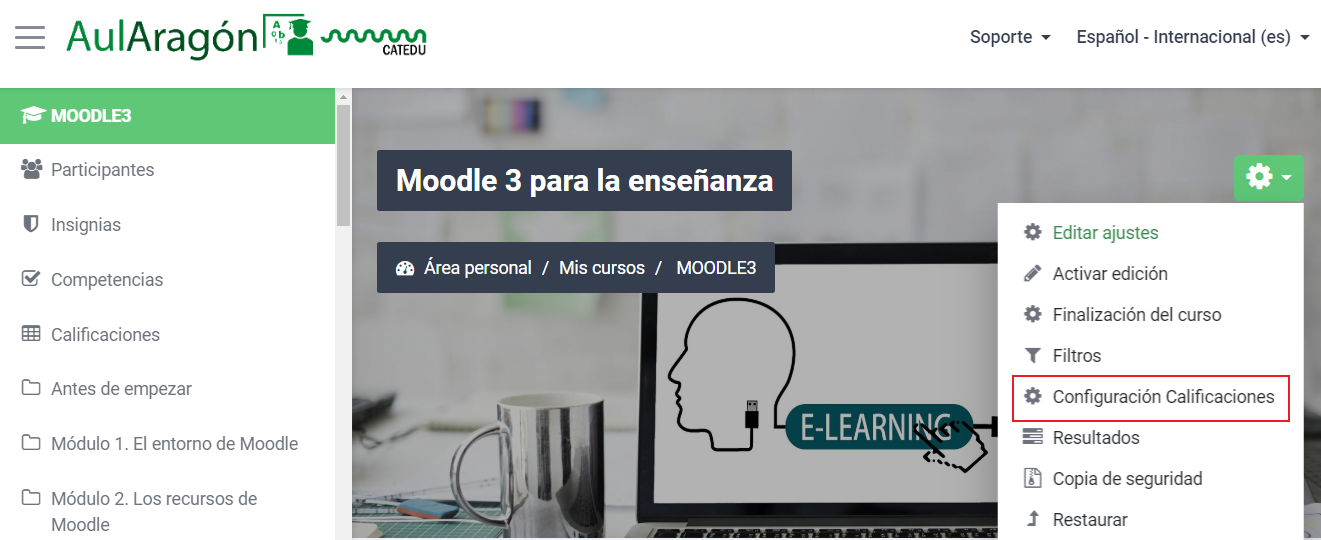 AulAragón
A
o b
CATEDU
Soporte
Español - Internacional (es)
MOODLE3
Participantes
Insignias
Competencias
Calificaciones
Antes de empezar
Módulo 1. El entorno de Moodle
Módulo 2. Los recursos de
Moodle
Moodle 3 para la enseñanza
Área personal / Mis cursos / MOODLE3
Editar ajustes
Activar edición
Finalización del curso
Filtros
Configuración Calificaciones
Resultados
Copia de seguridad
Restaurar
E-LEARNING